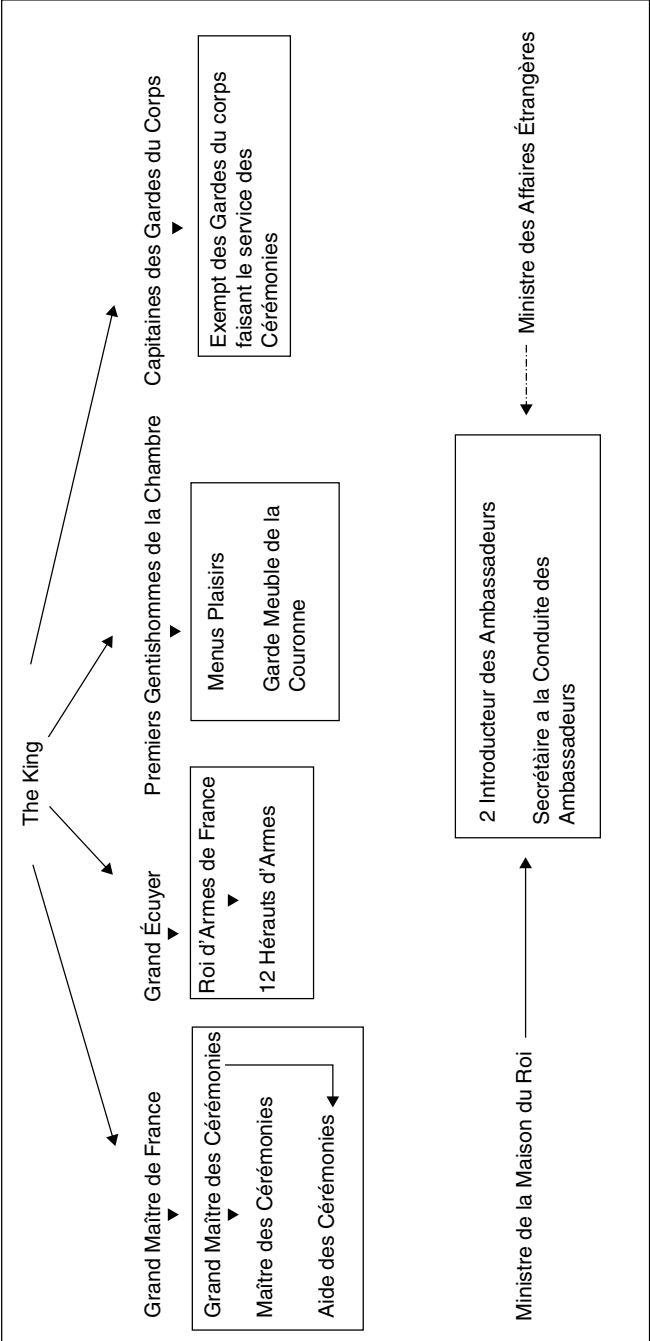 The King
Grand Maître de France
Grand Maître des Cérémonies
Maître des Cérémonies
Aide des Cérémonies
Grand Écuyer
Roi d'Armes de France
12 Hérauts d'Armes
Premiers Gentishommes de la Chambre
Menus Plaisirs
Garde Meuble de la
Couronne
Capitaines des Gardes du Corps
Exempt des Gardes du corps
faisant le service des
Cérémonies
Ministre de la Maison du Roi
2 Introducteur des Ambassadeurs
Secrétàire a la Conduite des
Ambassadeurs
Ministre des Affaires Étrangères